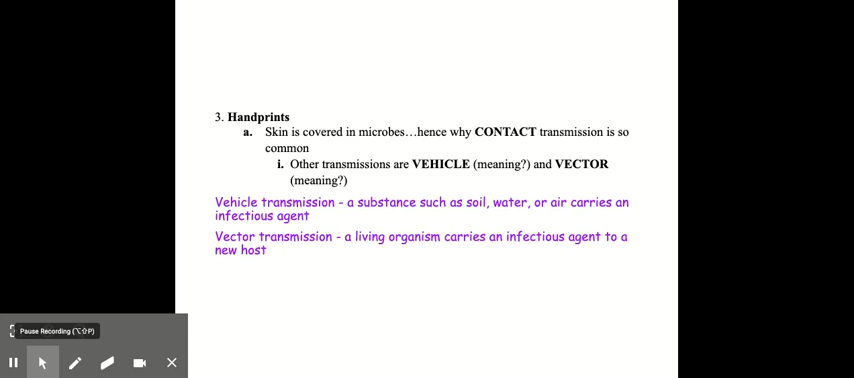 3. Handprints
a. Skin is covered in microbes…hence why CONTACT transmission is so
common
i. Other transmissions are VEHICLE (meaning?) and VECTOR
(meaning?)
Vehicle transmission - a substance such as soil, water, or air carries an
infectious agent
Vector transmission - a living organism carries an infectious agent to a
new host
Pause Recording (⌥⇧P)